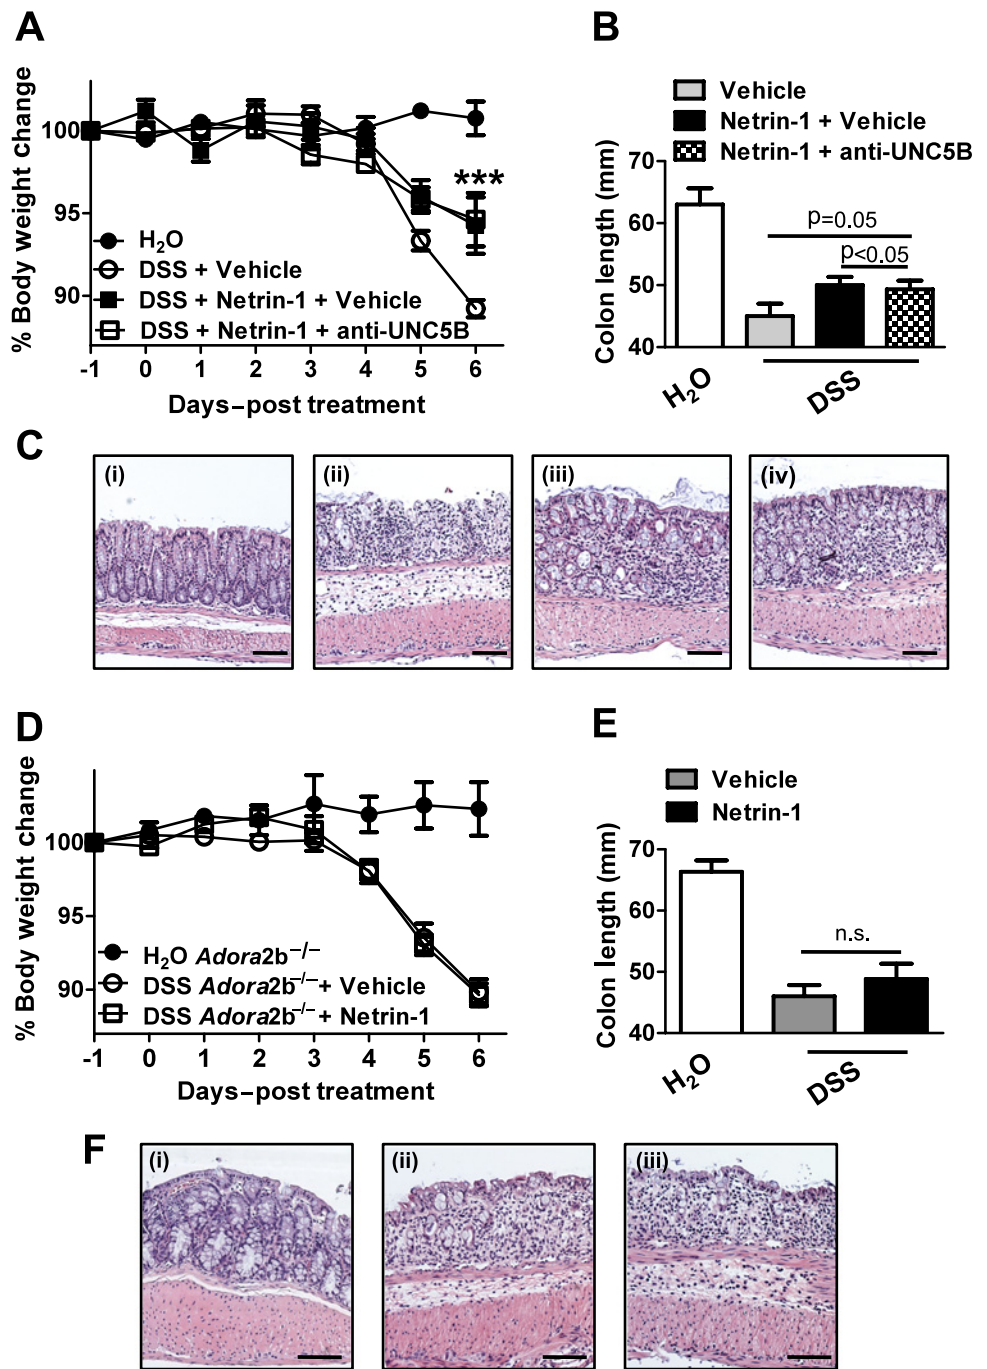 A
% Body weight change
100
95
90
***
H₂O
DSS + Vehicle
DSS + Netrin-1 + Vehicle
DSS + Netrin-1 + anti-UNC5B
-1 0 1 2 3 4 5 6
Days–post treatment
B
Vehicle
Netrin-1 + Vehicle
Netrin-1 + anti-UNC5B
Colon length (mm)
70
60
50
40
p=0.05
p<0.05
H₂O
DSS
C
(i)
(ii)
(iii)
(iv)
D
% Body weight change
100
95
90
H₂O Adora2b⁻/⁻
DSS Adora2b⁻/⁻+ Vehicle
DSS Adora2b⁻/⁻+ Netrin-1
-1 0 1 2 3 4 5 6
Days–post treatment
E
Vehicle
Netrin-1
Colon length (mm)
70
60
50
40
n.s.
H₂O
DSS
F
(i)
(ii)
(iii)